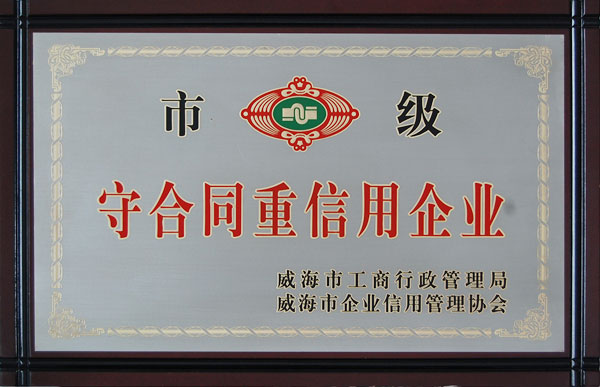 市 级
守合同重信用企业
威海市工商行政管理局
威海市企业信用管理协会